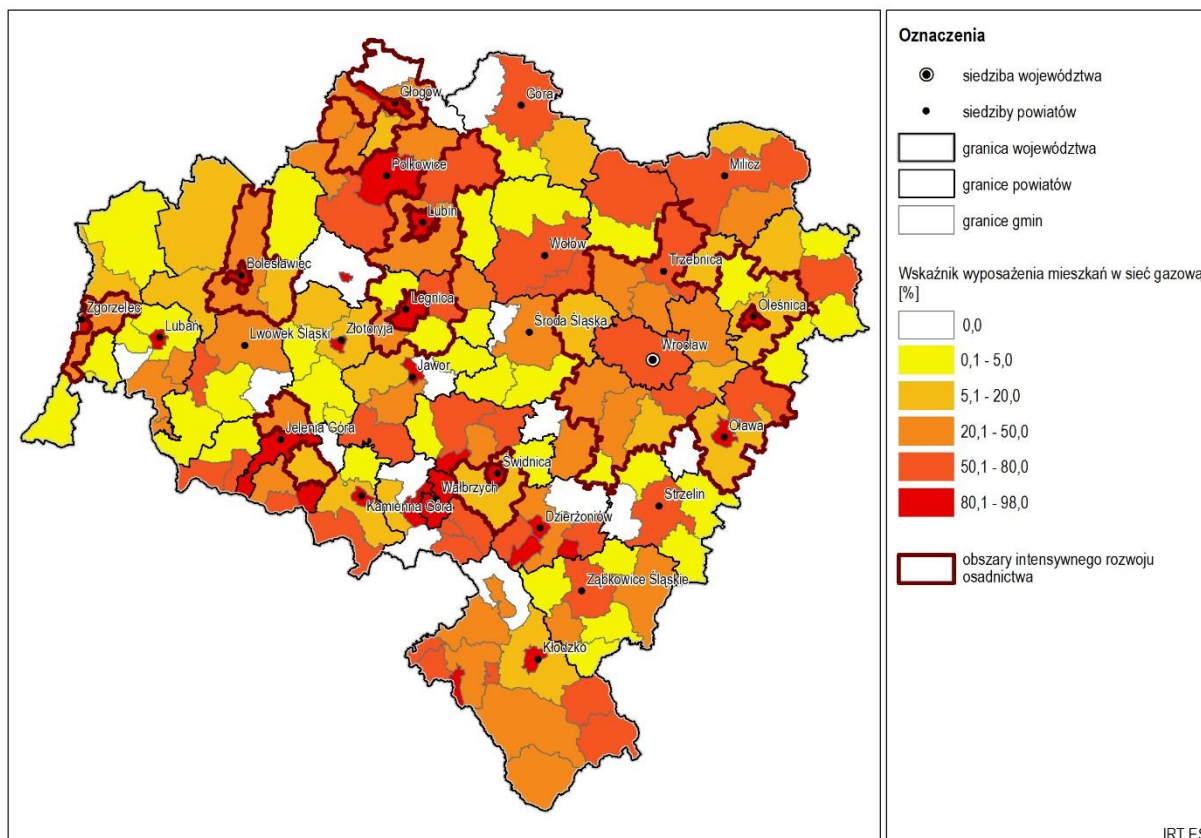 Głogów
Góra
Polkowice
Milicz
Lubin
Wołów
Trzebnica
Bolesławiec
Legnica
Oleśnica
Zgorzelec
Lubań
Lwówek Śląski
Złotoryja
Środa Śląska
Wrocław
Jawor
Jelenia Góra
Oława
Świdnica
Wałbrzych
Kamienna Góra
Strzelin
Dzierżoniów
Ząbkowice Śląskie
Kłodzko
Oznaczenia
siedziba województwa
siedziby powiatów
granica województwa
granice powiatów
granice gmin
Wskaźnik wyposażenia mieszkań w sieć gazową
[%]
0,0
0,1 - 5,0
5,1 - 20,0
20,1 - 50,0
50,1 - 80,0
80,1 - 98,0
obszary intensywnego rozwoju
osadnictwa
IRT